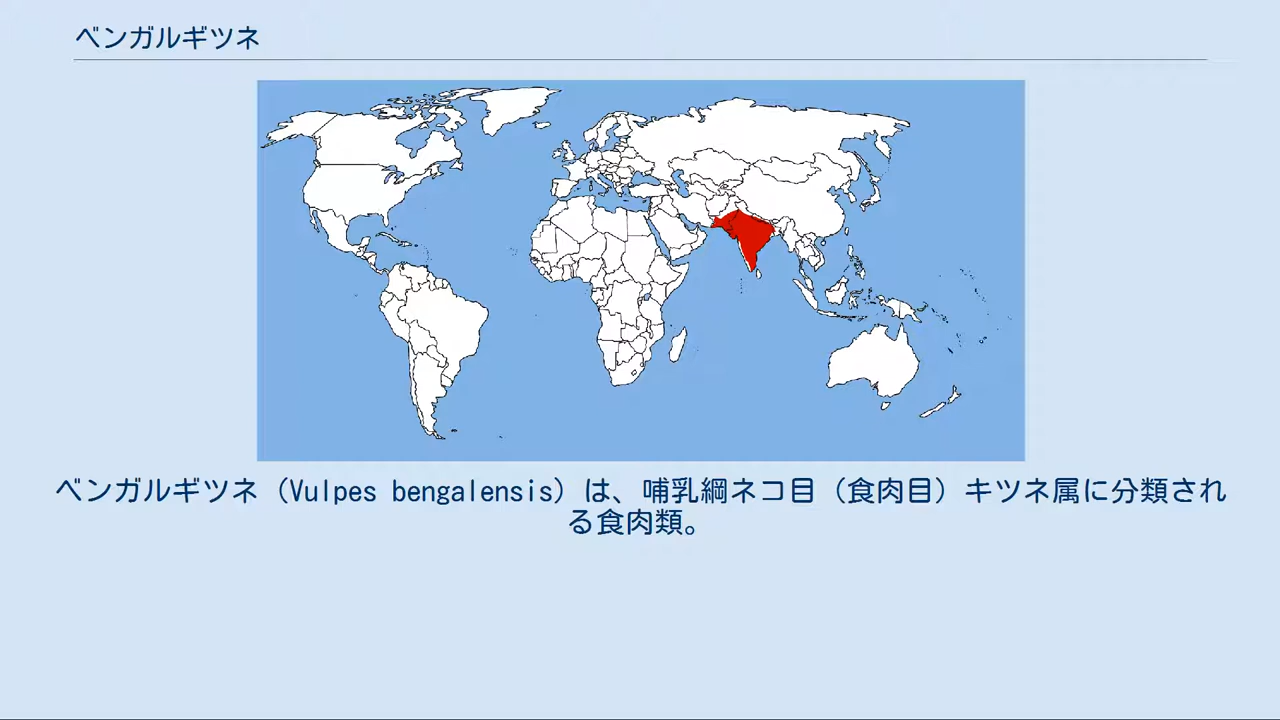 ベンガルギツネ
ベンガルギツネ（Vulpes bengalensis）は、哺乳綱ネコ目（食肉目）キツネ属に分類され
る食肉類。